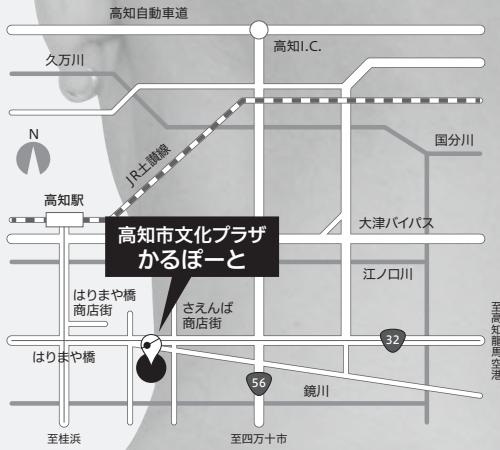 高知自動車道
高知I.C.
久万川
N
国分川
JR土讃線
高知駅
大津バイパス
高知市文化プラザ
かるぽーと
江ノ口川
はりまや橋
商店街
さえんば
商店街
至高知龍馬空港
はりまや橋
32
56
鏡川
至桂浜
至四万十市